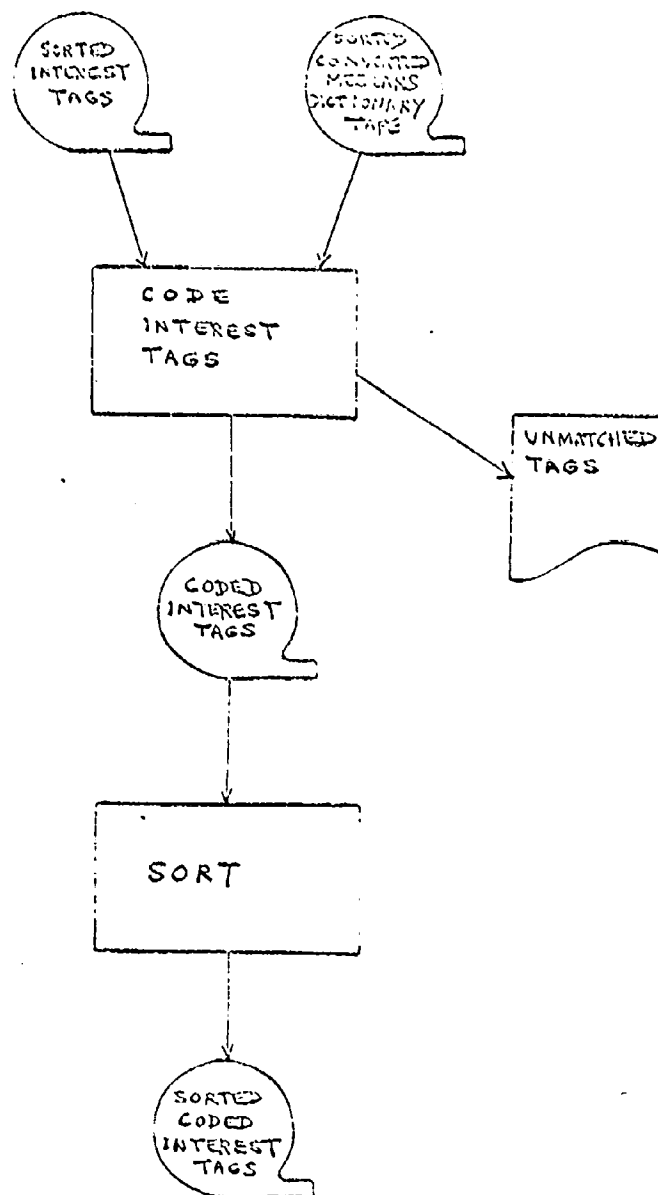 SORTED
INTEREST
TAGS
SORTED
CONVERTED
MEDLARS
DICTIONARY
TAPE
CODE
INTEREST
TAGS
UNMATCHED
TAGS
CODED
INTEREST
TAGS
SORT
SORTED
CODED
INTEREST
TAGS